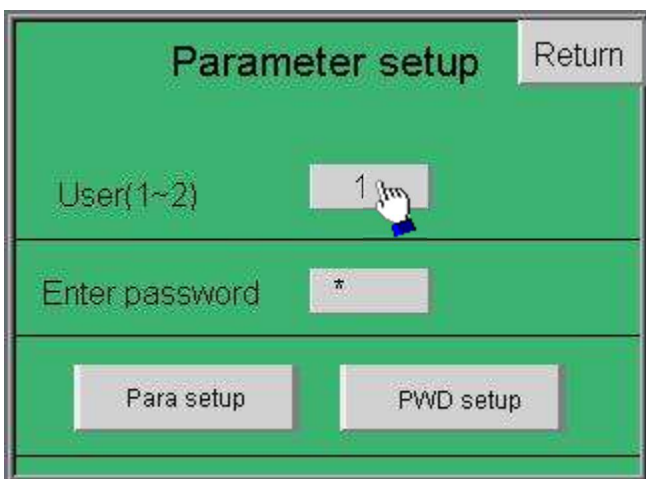 Parameter setup
Return
User(1~2)
1
Enter password
*
Para setup
PWD setup